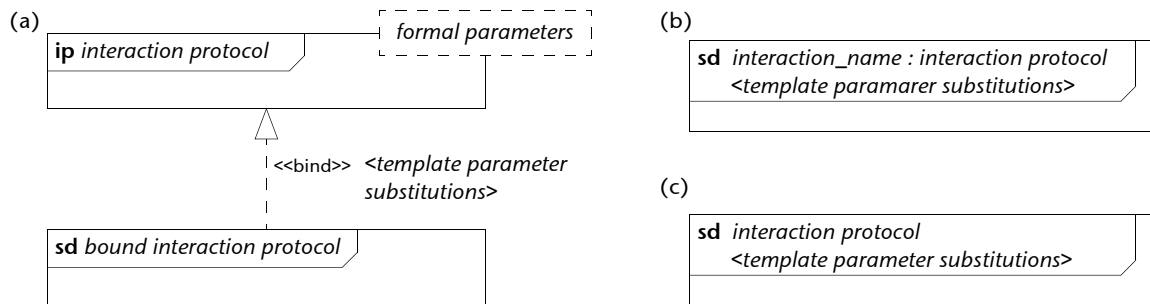 (a)
formal parameters
ip interaction protocol
<<bind>> <template parameter
substitutions>
sd bound interaction protocol
(b)
sd interaction_name : interaction protocol
<template paramarer substitutions>
(c)
sd interaction protocol
<template parameter substitutions>